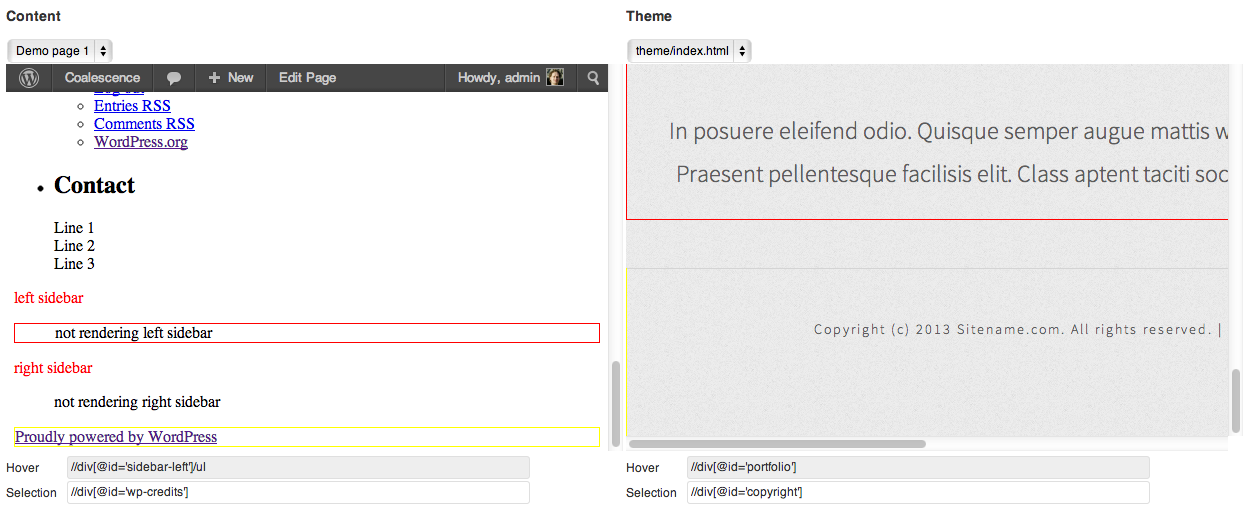 Content
Demo page 1
Coalescence
New
Edit Page
Howdy, admin
Log out
Entries RSS
Comments RSS
WordPress.org
Contact
Line 1
Line 2
Line 3
left sidebar
not rendering left sidebar
right sidebar
not rendering right sidebar
Proudly powered by WordPress
Hover //div[@id='sidebar-left']/ul
Selection //div[@id='wp-credits']
Theme
theme/index.html
In posuere eleifend odio. Quisque semper augue mattis w
Praesent pellentesque facilisis elit. Class aptent taciti soc
Copyright (c) 2013 Sitename.com. All rights reserved. |
Hover //div[@id='portfolio']
Selection //div[@id='copyright']